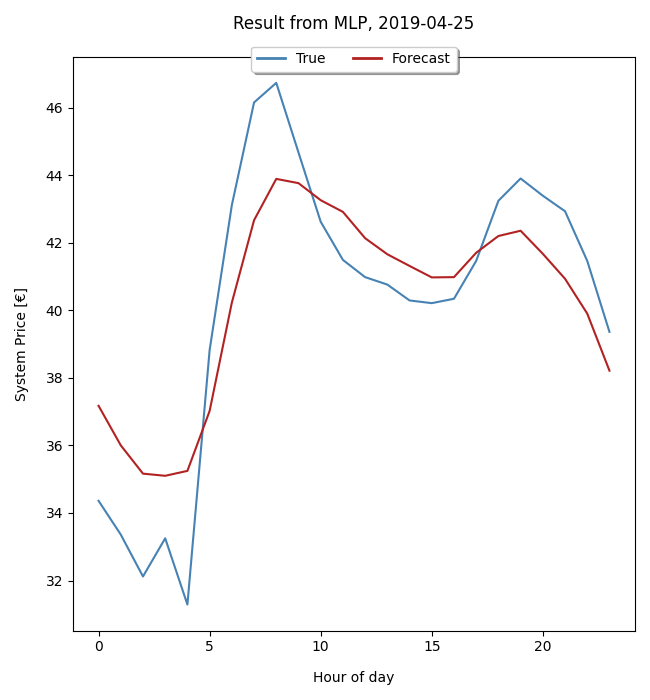 Result from MLP, 2019-04-25
True Forecast
46
44
42
40
38
36
34
32
System Price [€]
0 5 10 15 20
Hour of day